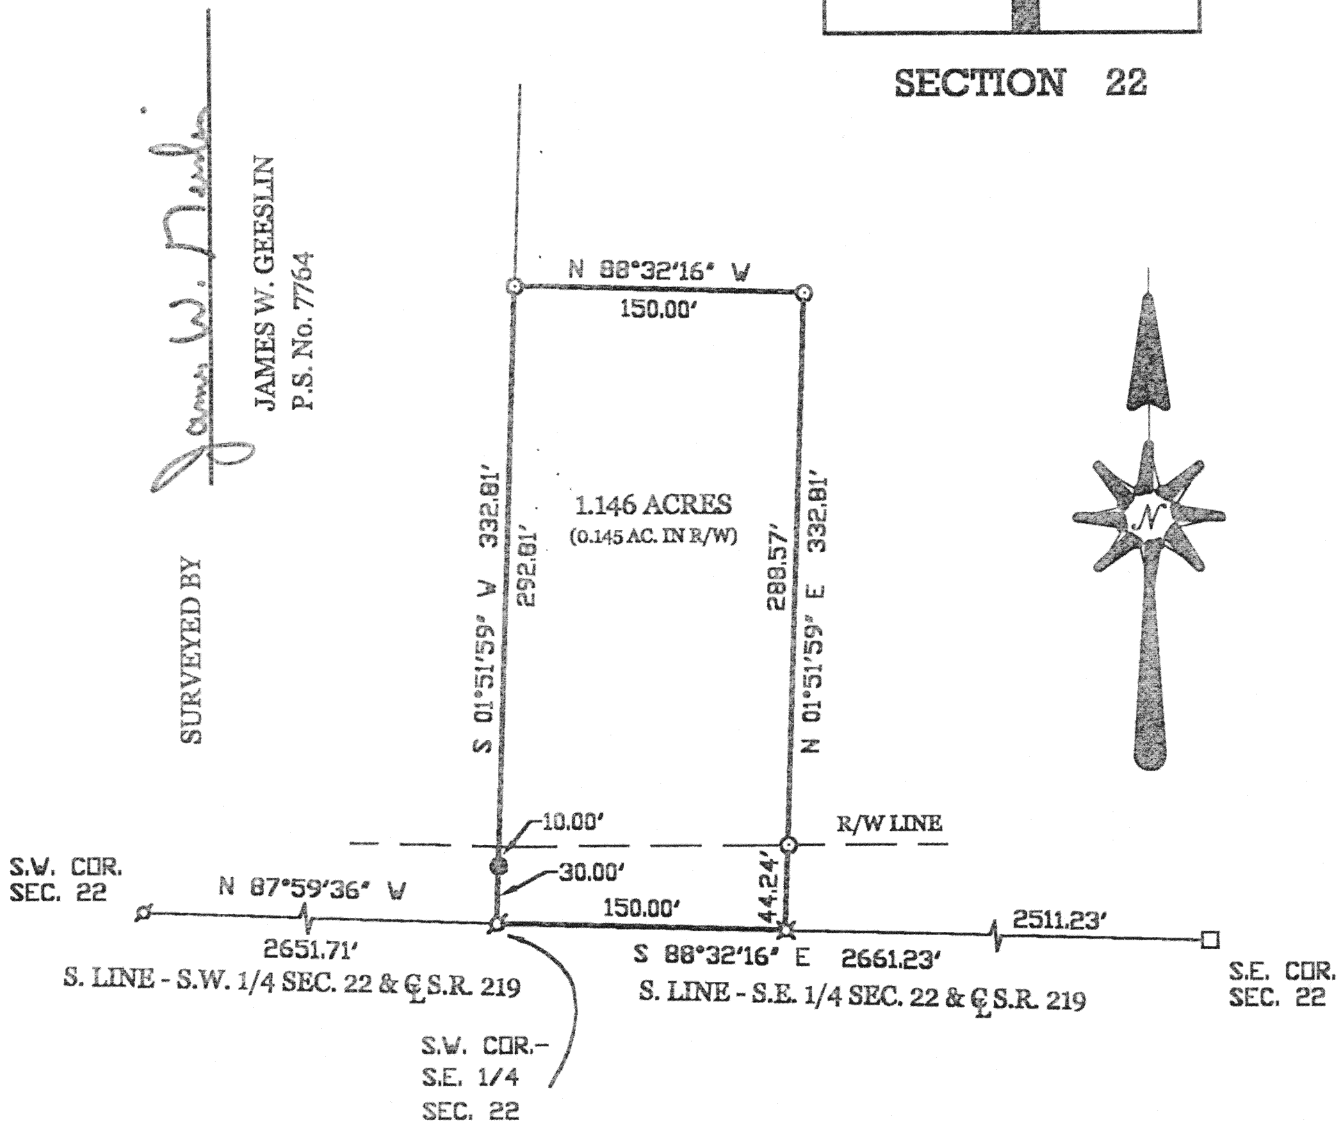 SECTION 22
James W.
JAMES W. GEESLIN
P.S. No. 7764
SURVEYED BY
N 88°32'16" W
150.00'
S 01°51'59" W 332.81'
292.81'
1.146 ACRES
(0.145 AC. IN R/W)
288.57'
N 01°51'59" E 332.81'
N
10.00'
R/W LINE
30.00'
44.24'
S.W. COR.
SEC. 22
N 87°59'36" W
2651.71'
S. LINE - S.W. 1/4 SEC. 22 & ℄ S.R. 219
150.00'
S 88°32'16" E 2661.23'
2511.23'
S. LINE - S.E. 1/4 SEC. 22 & ℄ S.R. 219
S.E. COR.
SEC. 22
S.W. COR.-
S.E. 1/4
SEC. 22